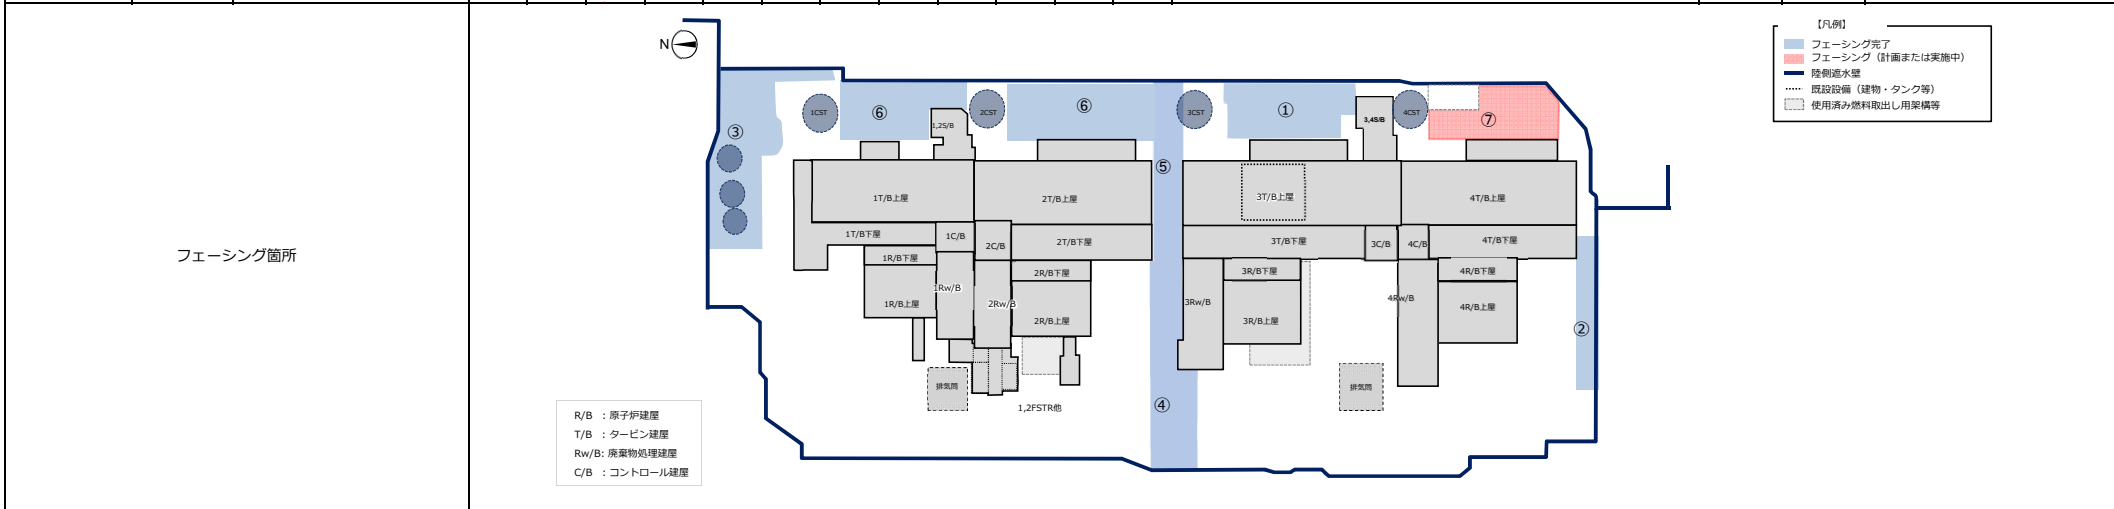 フェーシング箇所
N
【凡例】
フェーシング完了
フェーシング（計画または実施中）
陸側遮水壁
既設設備（建物・タンク等）
使用済み燃料取出し用架構等
③
1CST
⑥
1,2S/B
2CST
⑥
⑤
3CST
①
3,4S/B
4CST
⑦
1T/B上屋
2T/B上屋
3T/B上屋
4T/B上屋
1T/B下屋
1C/B
2C/B
2T/B下屋
3T/B下屋
3C/B
4C/B
4T/B下屋
1R/B下屋
2R/B下屋
3R/B下屋
4R/B下屋
1R/B上屋
1Rw/B
2Rw/B
2R/B上屋
3Rw/B
3R/B上屋
4Rw/B
4R/B上屋
②
排気筒
1,2FSTR他
④
排気筒
R/B ：原子炉建屋
T/B ：タービン建屋
Rw/B: 廃棄物処理建屋
C/B ：コントロール建屋